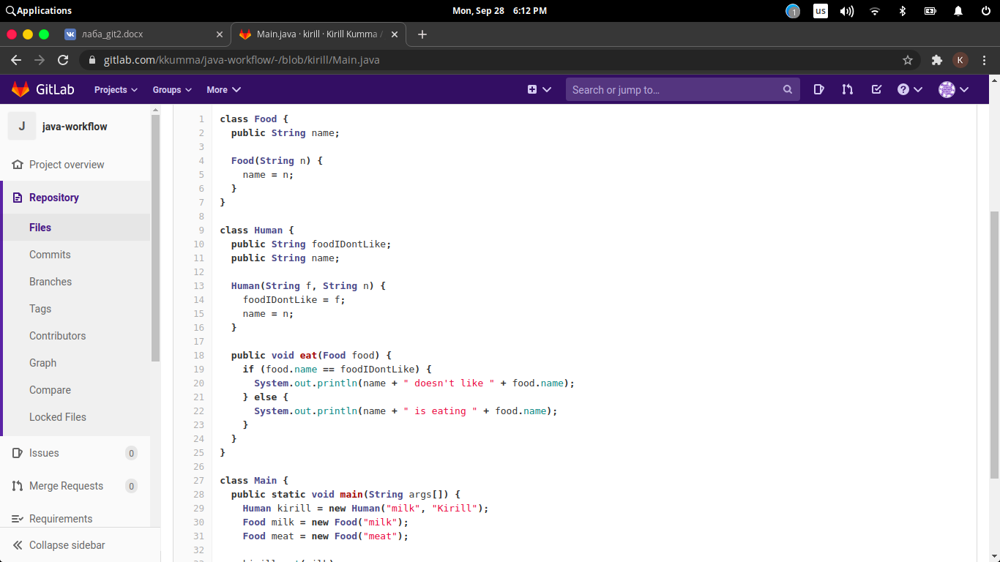 Applications
Mon, Sep 28 6:12 PM
1
us
лаба_git2.docx
Main.java · kirill · Kirill Kumma /
gitlab.com/kkumma/java-workflow/-/blob/kirill/Main.java
K
GitLab
Projects
Groups
More
Search or jump to…
J
java-workflow
Project overview
Repository
Files
Commits
Branches
Tags
Contributors
Graph
Compare
Locked Files
Issues 0
Merge Requests 0
Requirements
Collapse sidebar
1 class Food {
2 public String name;
3
4 Food(String n) {
5 name = n;
6 }
7 }
8
9 class Human {
10 public String foodIDontLike;
11 public String name;
12
13 Human(String f, String n) {
14 foodIDontLike = f;
15 name = n;
16 }
17
18 public void eat(Food food) {
19 if (food.name == foodIDontLike) {
20 System.out.println(name + " doesn't like " + food.name);
21 } else {
22 System.out.println(name + " is eating " + food.name);
23 }
24 }
25 }
26
27 class Main {
28 public static void main(String args[]) {
29 Human kirill = new Human("milk", "Kirill");
30 Food milk = new Food("milk");
31 Food meat = new Food("meat");
32